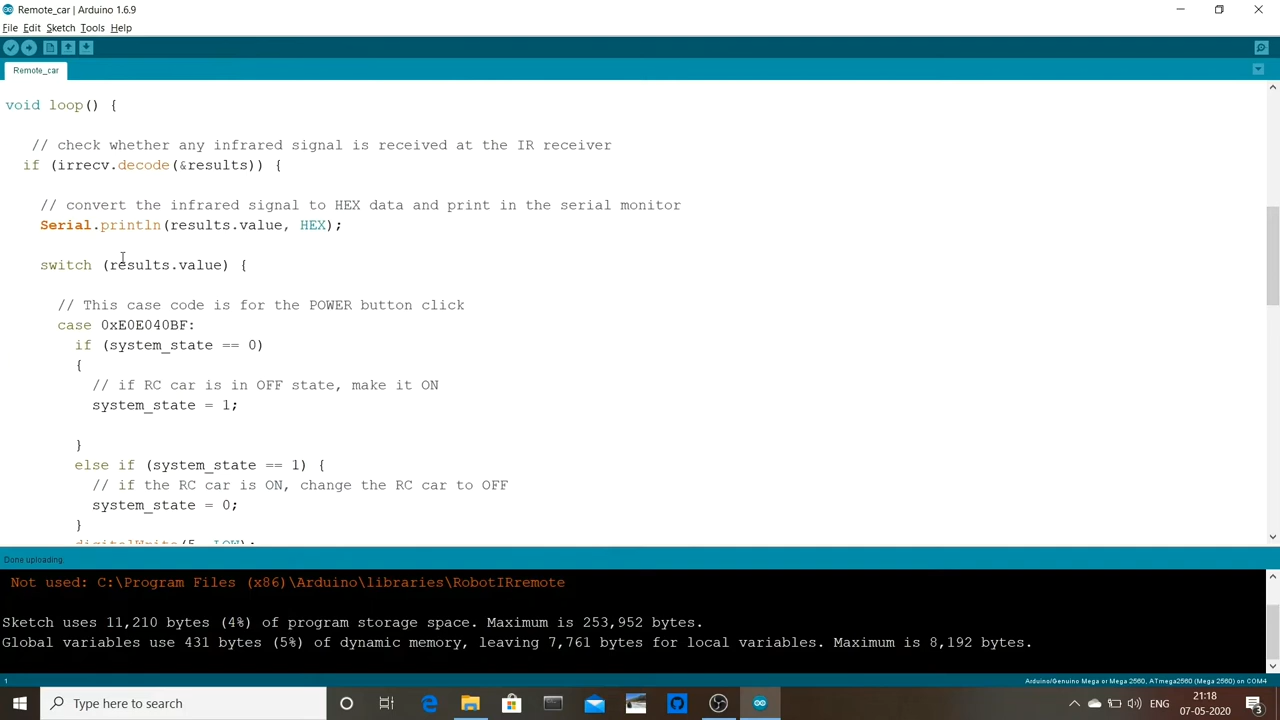 Remote_car | Arduino 1.6.9
File Edit Sketch Tools Help
Remote_car
void loop() {
// check whether any infrared signal is received at the IR receiver
if (irrecv.decode(&results)) {
// convert the infrared signal to HEX data and print in the serial monitor
Serial.println(results.value, HEX);
switch (results.value) {
// This case code is for the POWER button click
case 0xE0E040BF:
if (system_state == 0)
{
// if RC car is in OFF state, make it ON
system_state = 1;
}
else if (system_state == 1) {
// if the RC car is ON, change the RC car to OFF
system_state = 0;
}
digitalWrite(5, LOW);
Done uploading.
Not used: C:\Program Files (x86)\Arduino\libraries\RobotIRremote
Sketch uses 11,210 bytes (4%) of program storage space. Maximum is 253,952 bytes.
Global variables use 431 bytes (5%) of dynamic memory, leaving 7,761 bytes for local variables. Maximum is 8,192 bytes.
1
Arduino/Genuino Mega or Mega 2560, ATmega2560 (Mega 2560) on COM4
Type here to search
ENG
21:18
07-05-2020
3